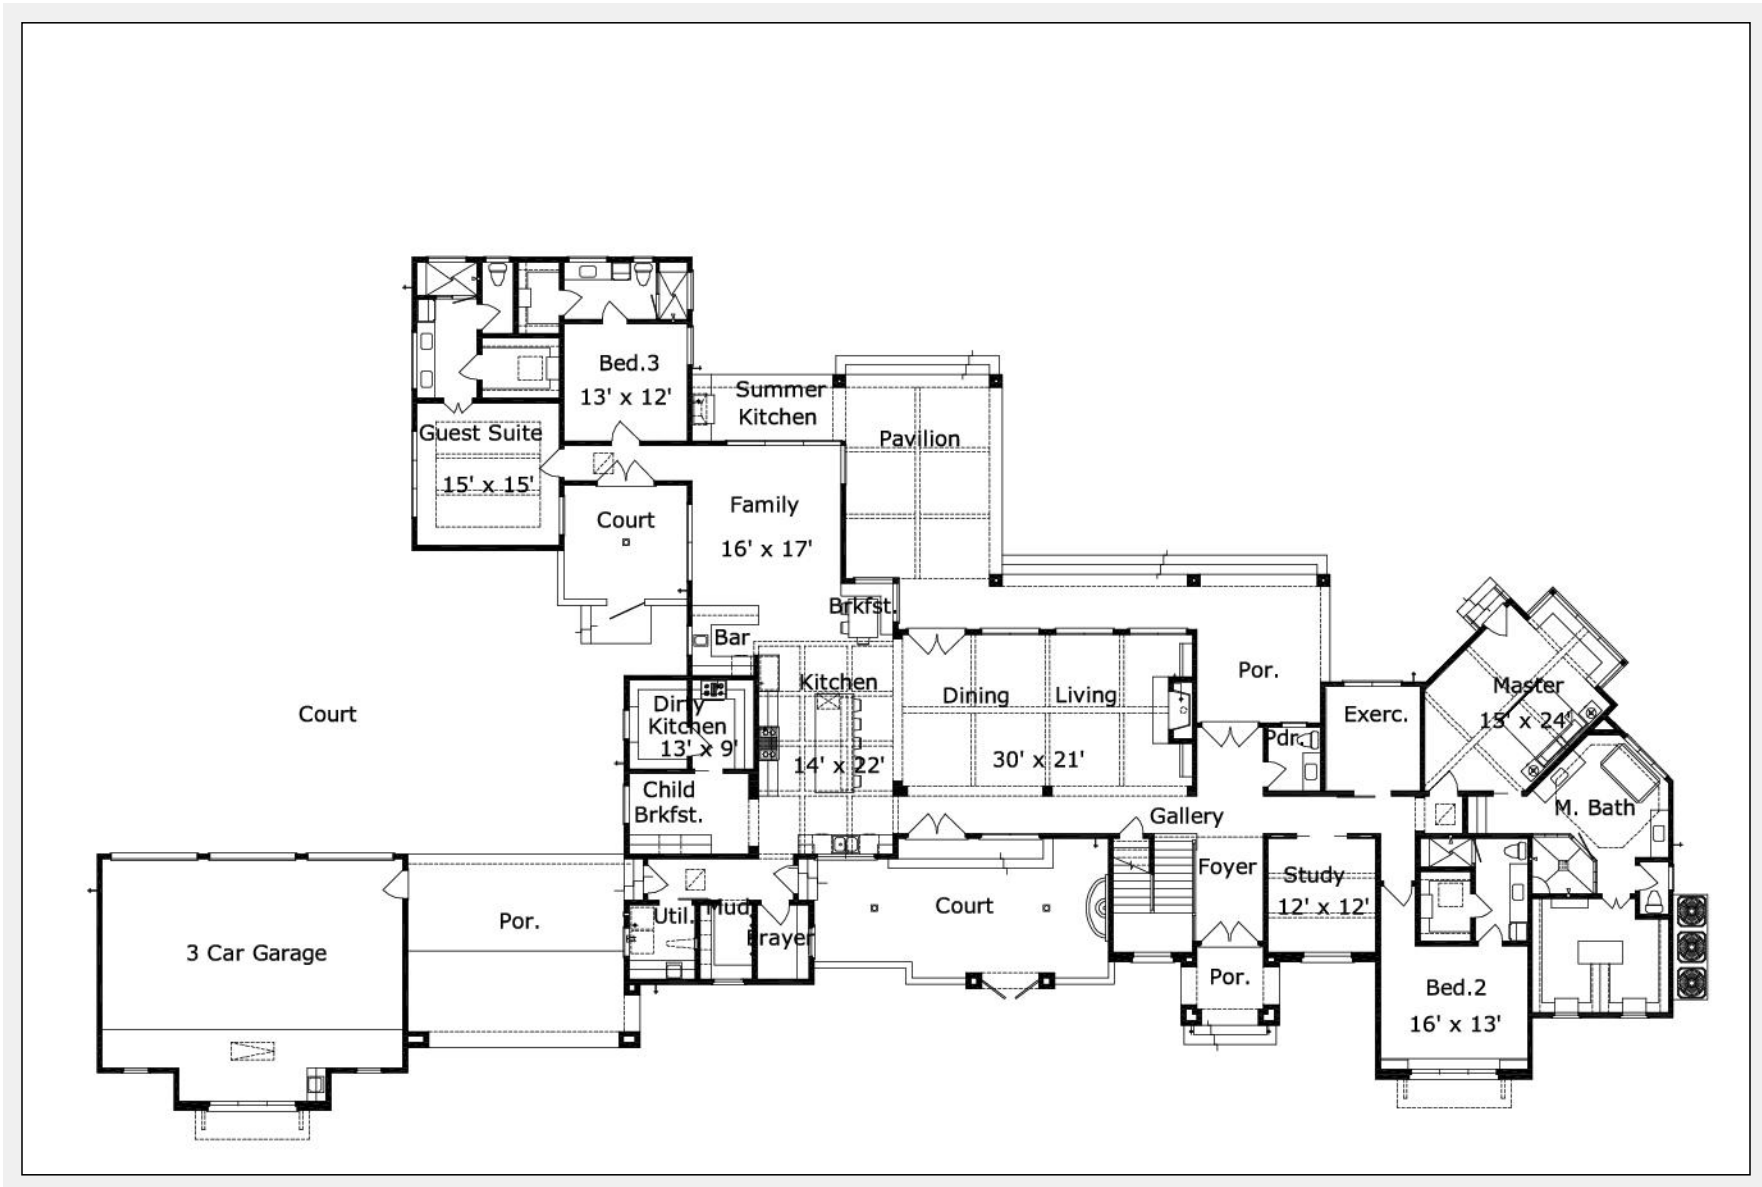 Bed.3
13' x 12'
Summer
Kitchen
Guest Suite
15' x 15'
Pavilion
Court
Family
16' x 17'
Brkfst.
Bar
Kitchen
14' x 22'
Dirty
Kitchen
13' x 9'
Child
Brkfst.
Dining
Living
30' x 21'
Por.
Pdr.
Exerc.
Master
15' x 24'
M. Bath
Court
Gallery
Foyer
Study
12' x 12'
Court
Util.
Mud
Prayer
Por.
3 Car Garage
Por.
Bed.2
16' x 13'